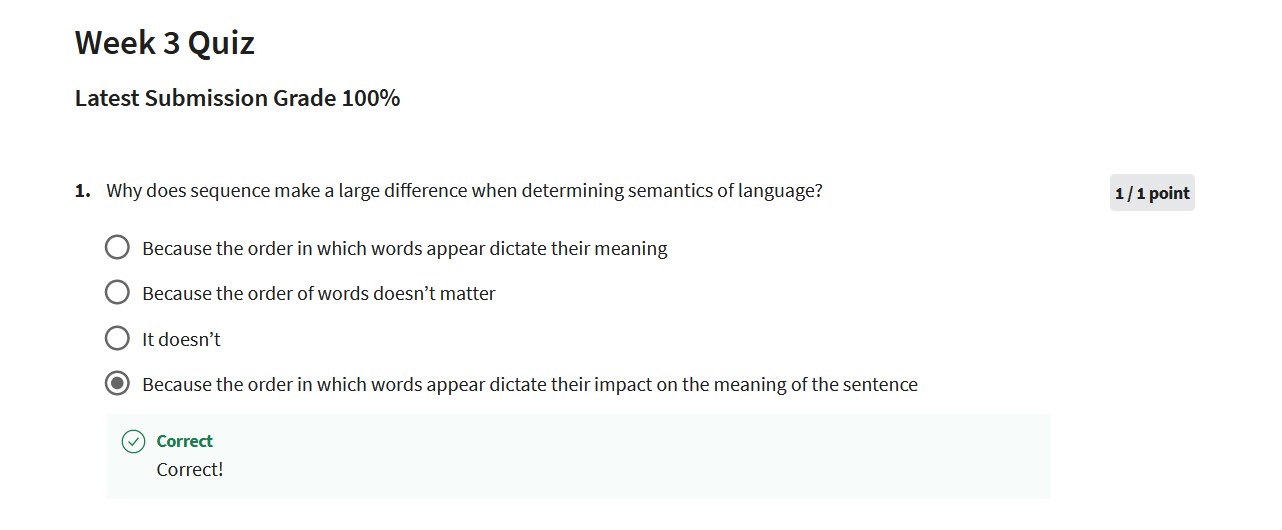 Week 3 Quiz
Latest Submission Grade 100%
1. Why does sequence make a large difference when determining semantics of language?
1 / 1 point
Because the order in which words appear dictate their meaning
Because the order of words doesn’t matter
It doesn’t
Because the order in which words appear dictate their impact on the meaning of the sentence
Correct
Correct!